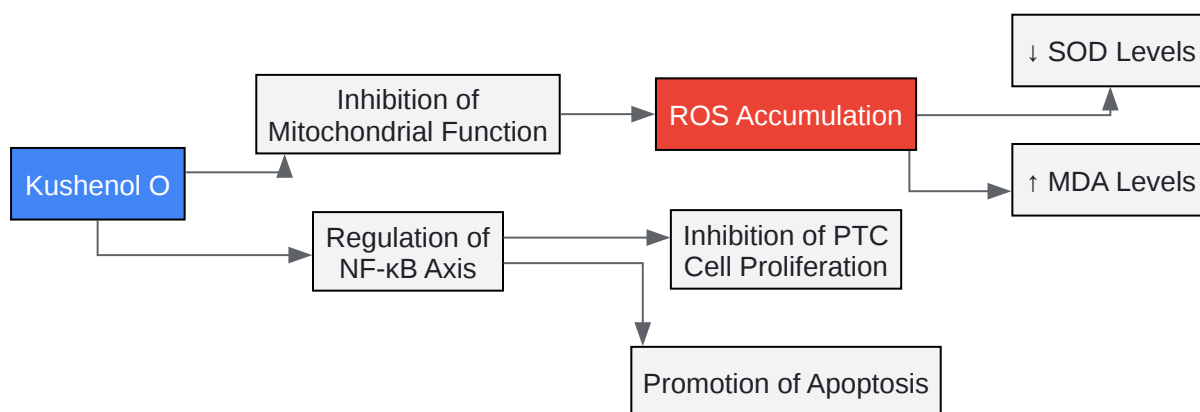 ↓ SOD Levels
Inhibition of
Mitochondrial Function
ROS Accumulation
Kushenol O
↑ MDA Levels
Regulation of
NF-κB Axis
Inhibition of PTC
Cell Proliferation
Promotion of Apoptosis